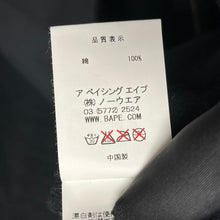 品質表示
綿 100%
ア ベイシング エイプ
(株) ノーウエア
03 (5772) 2524
WWW.BAPE.COM
中国製